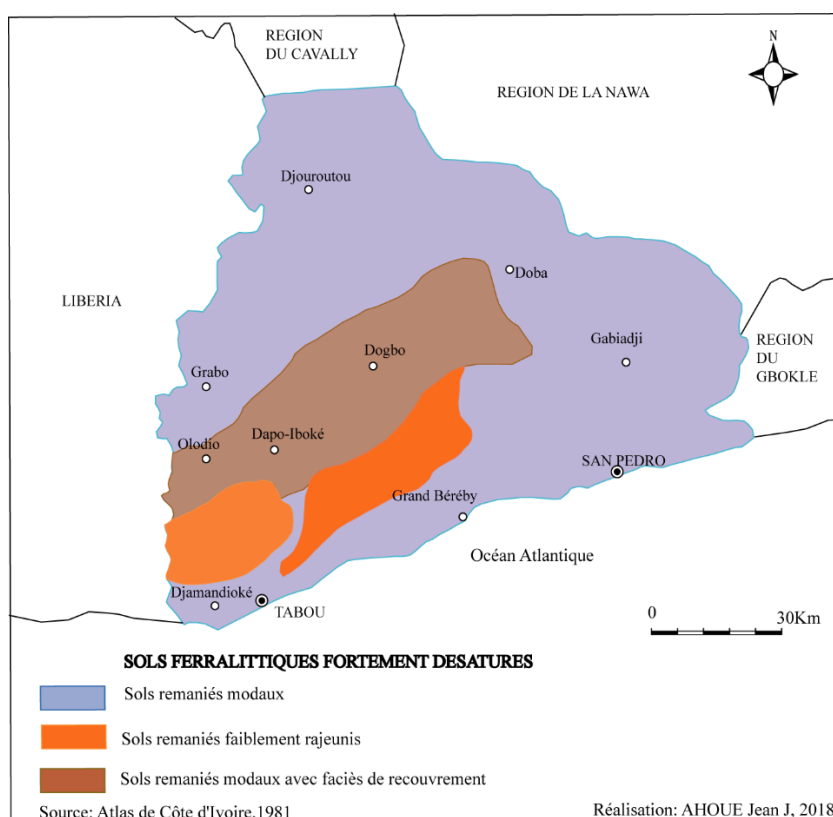 REGION
DU CAVALLY
N
REGION DE LA NAWA
Djouroutou
Doba
LIBERIA
Gabiadji
REGION
DU
GBOKLE
Dogbo
Grabo
Dapo-Iboké
Olodio
SAN PEDRO
Grand Béréby
Océan Atlantique
Djamandioké
TABOU
0 30Km
SOLS FERRALITTIQUES FORTEMENT DESATURES
Sols remaniés modaux
Sols remaniés faiblement rajeunis
Sols remaniés modaux avec faciès de recouvrement
Source: Atlas de Côte d'Ivoire,1981
Réalisation: AHOUE Jean J, 2018